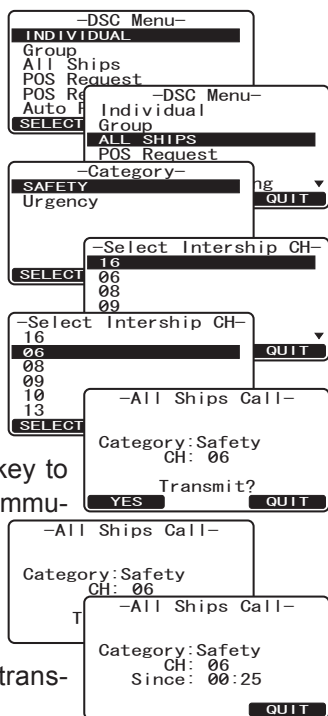 -DSC Menu-
INDIVIDUAL
Group
All Ships
POS Request
POS Re
Auto
SELECT
-DSC Menu-
Individual
Group
ALL SHIPS
POS Request
ng ▼
QUIT
-Category-
SAFETY
Urgency
SELECT
-Select Intership CH-
16
06
08
09
▼
QUIT
-Select Intership CH-
16
06
08
09
10
13
SELECT
-All Ships Call-
Category:Safety
CH: 06
Transmit?
YES QUIT
key to
mmu-
-All Ships Call-
Category:Safety
CH: 06
T
-All Ships Call-
Category:Safety
CH: 06
Since: 00:25
QUIT
trans-